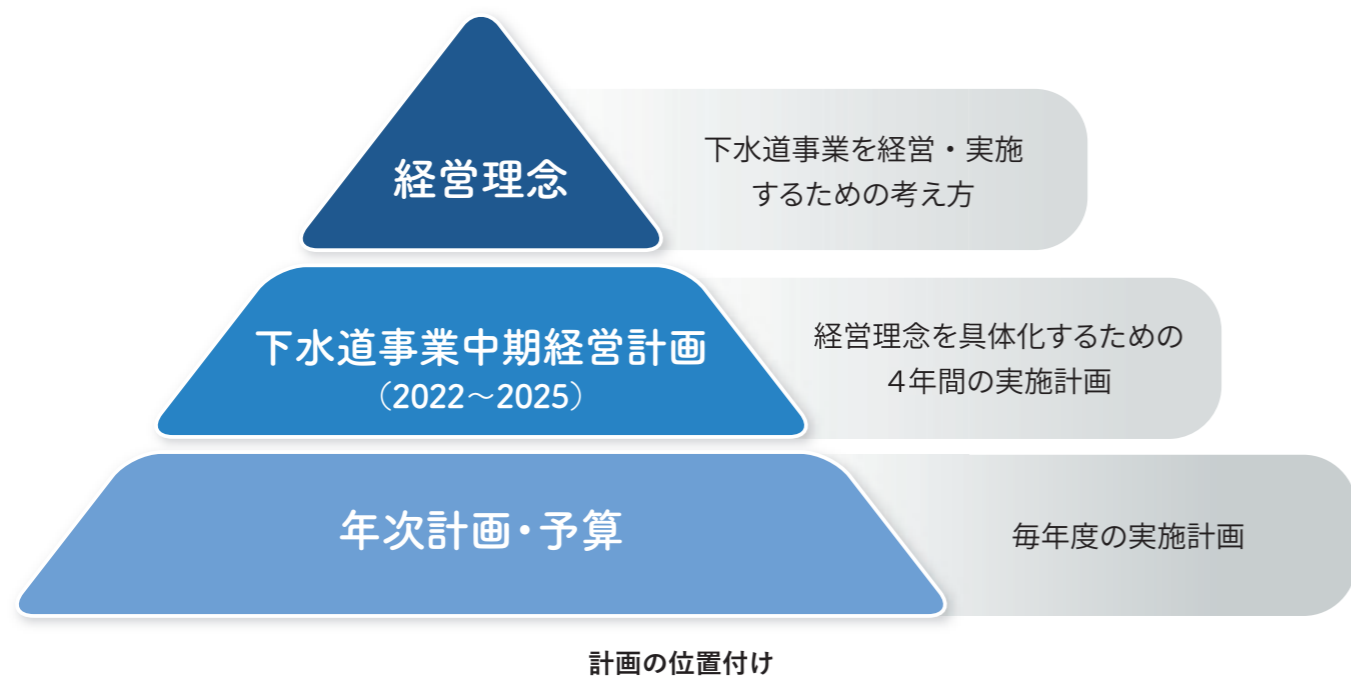 経営理念
下水道事業を経営・実施
するための考え方
下水道事業中期経営計画
（2022～2025）
経営理念を具体化するための
4年間の実施計画
年次計画・予算
毎年度の実施計画
計画の位置付け